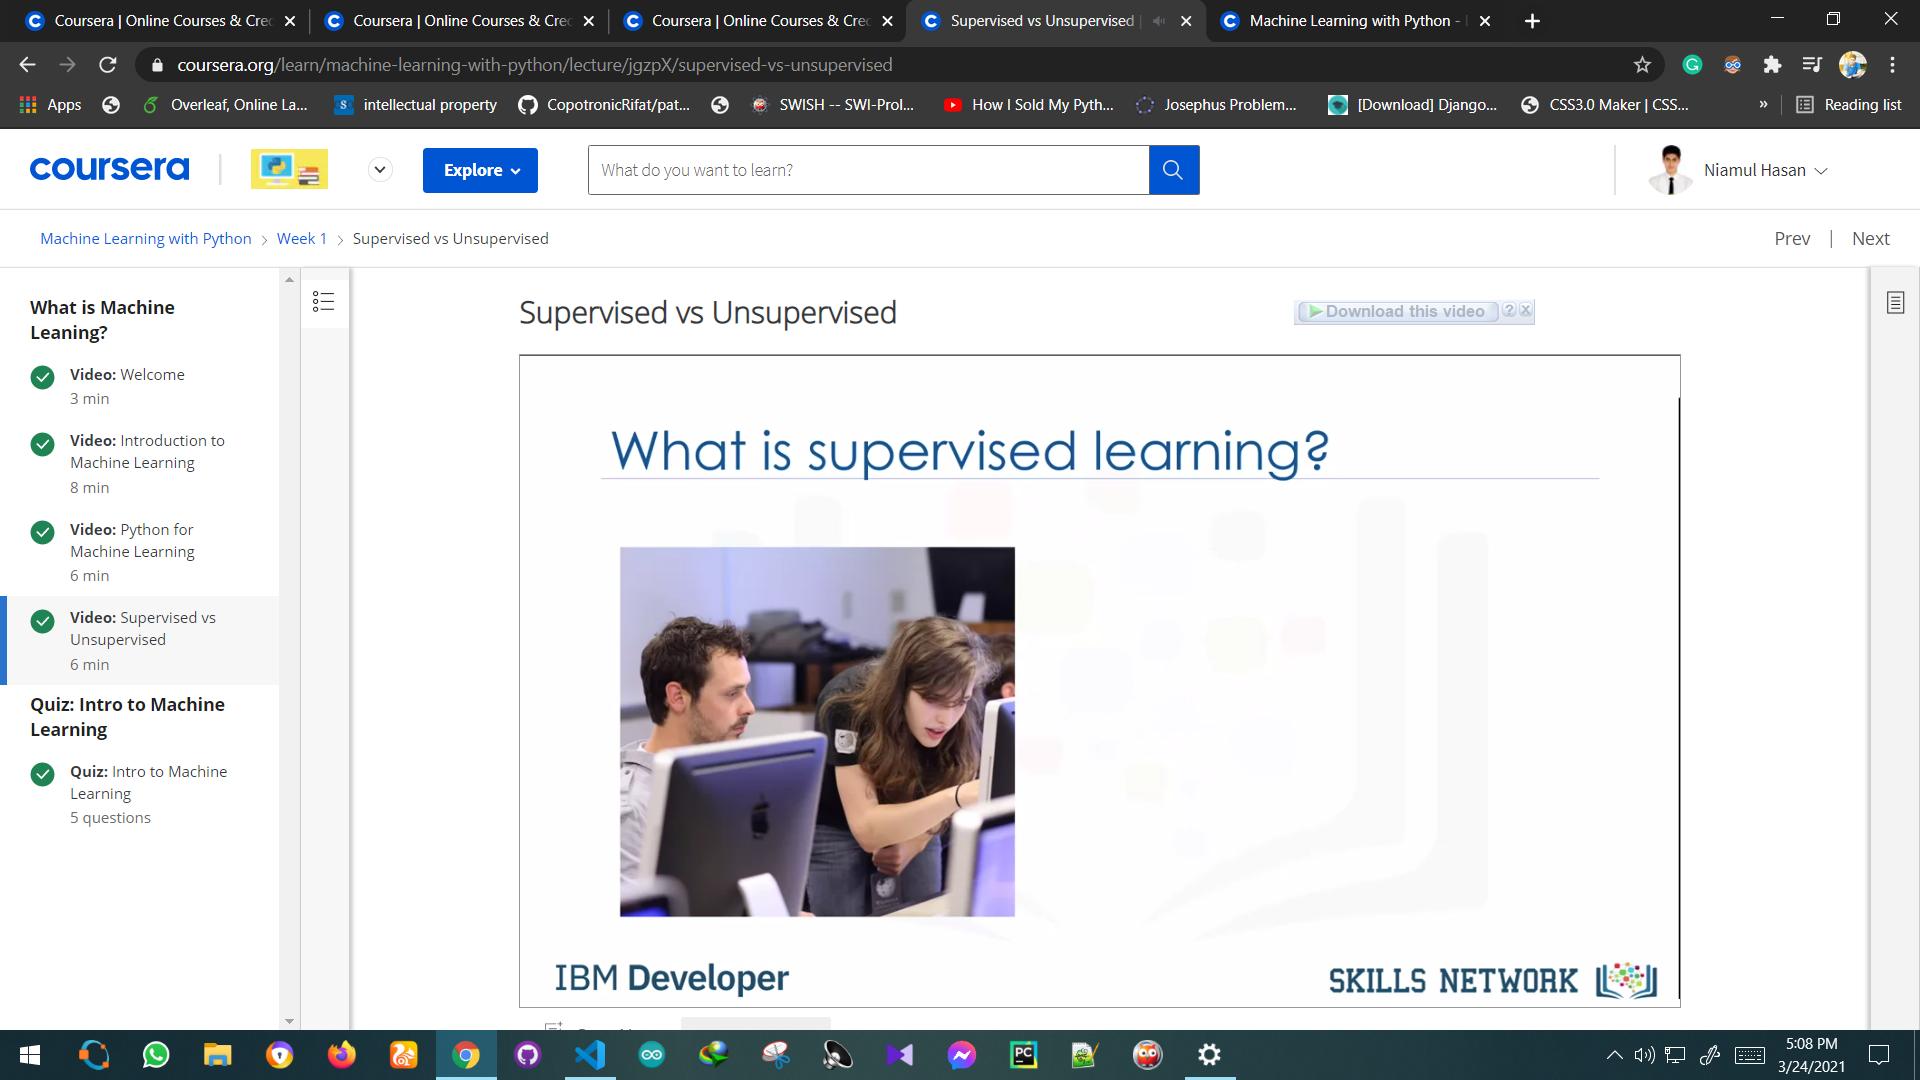 Coursera | Online Courses & Cre
Coursera | Online Courses & Cre
Coursera | Online Courses & Cre
Supervised vs Unsupervised |
Machine Learning with Python -
coursera.org/learn/machine-learning-with-python/lecture/jgzpX/supervised-vs-unsupervised
Apps
Overleaf, Online La...
intellectual property
CopotronicRifat/pat...
SWISH -- SWI-Prol...
How I Sold My Pyth...
Josephus Problem...
[Download] Django...
CSS3.0 Maker | CSS...
»
Reading list
coursera
Explore
What do you want to learn?
Niamul Hasan
Machine Learning with Python > Week 1 > Supervised vs Unsupervised
Prev | Next
What is Machine
Leaning?
Video: Welcome
3 min
Video: Introduction to
Machine Learning
8 min
Video: Python for
Machine Learning
6 min
Video: Supervised vs
Unsupervised
6 min
Quiz: Intro to Machine
Learning
Quiz: Intro to Machine
Learning
5 questions
Supervised vs Unsupervised
Download this video ? x
What is supervised learning?
IBM Developer
SKILLS NETWORK
PC
5:08 PM
3/24/2021